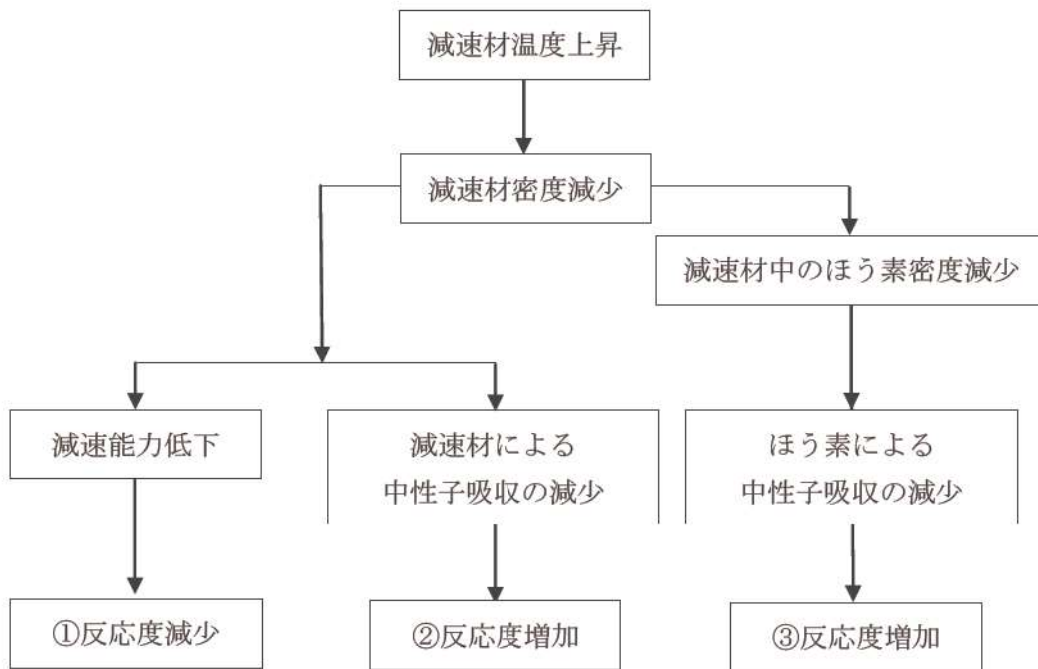 減速材温度上昇
減速材密度減少
減速材中のほう素密度減少
減速能力低下
減速材による
中性子吸収の減少
ほう素による
中性子吸収の減少
①反応度減少
②反応度増加
③反応度増加